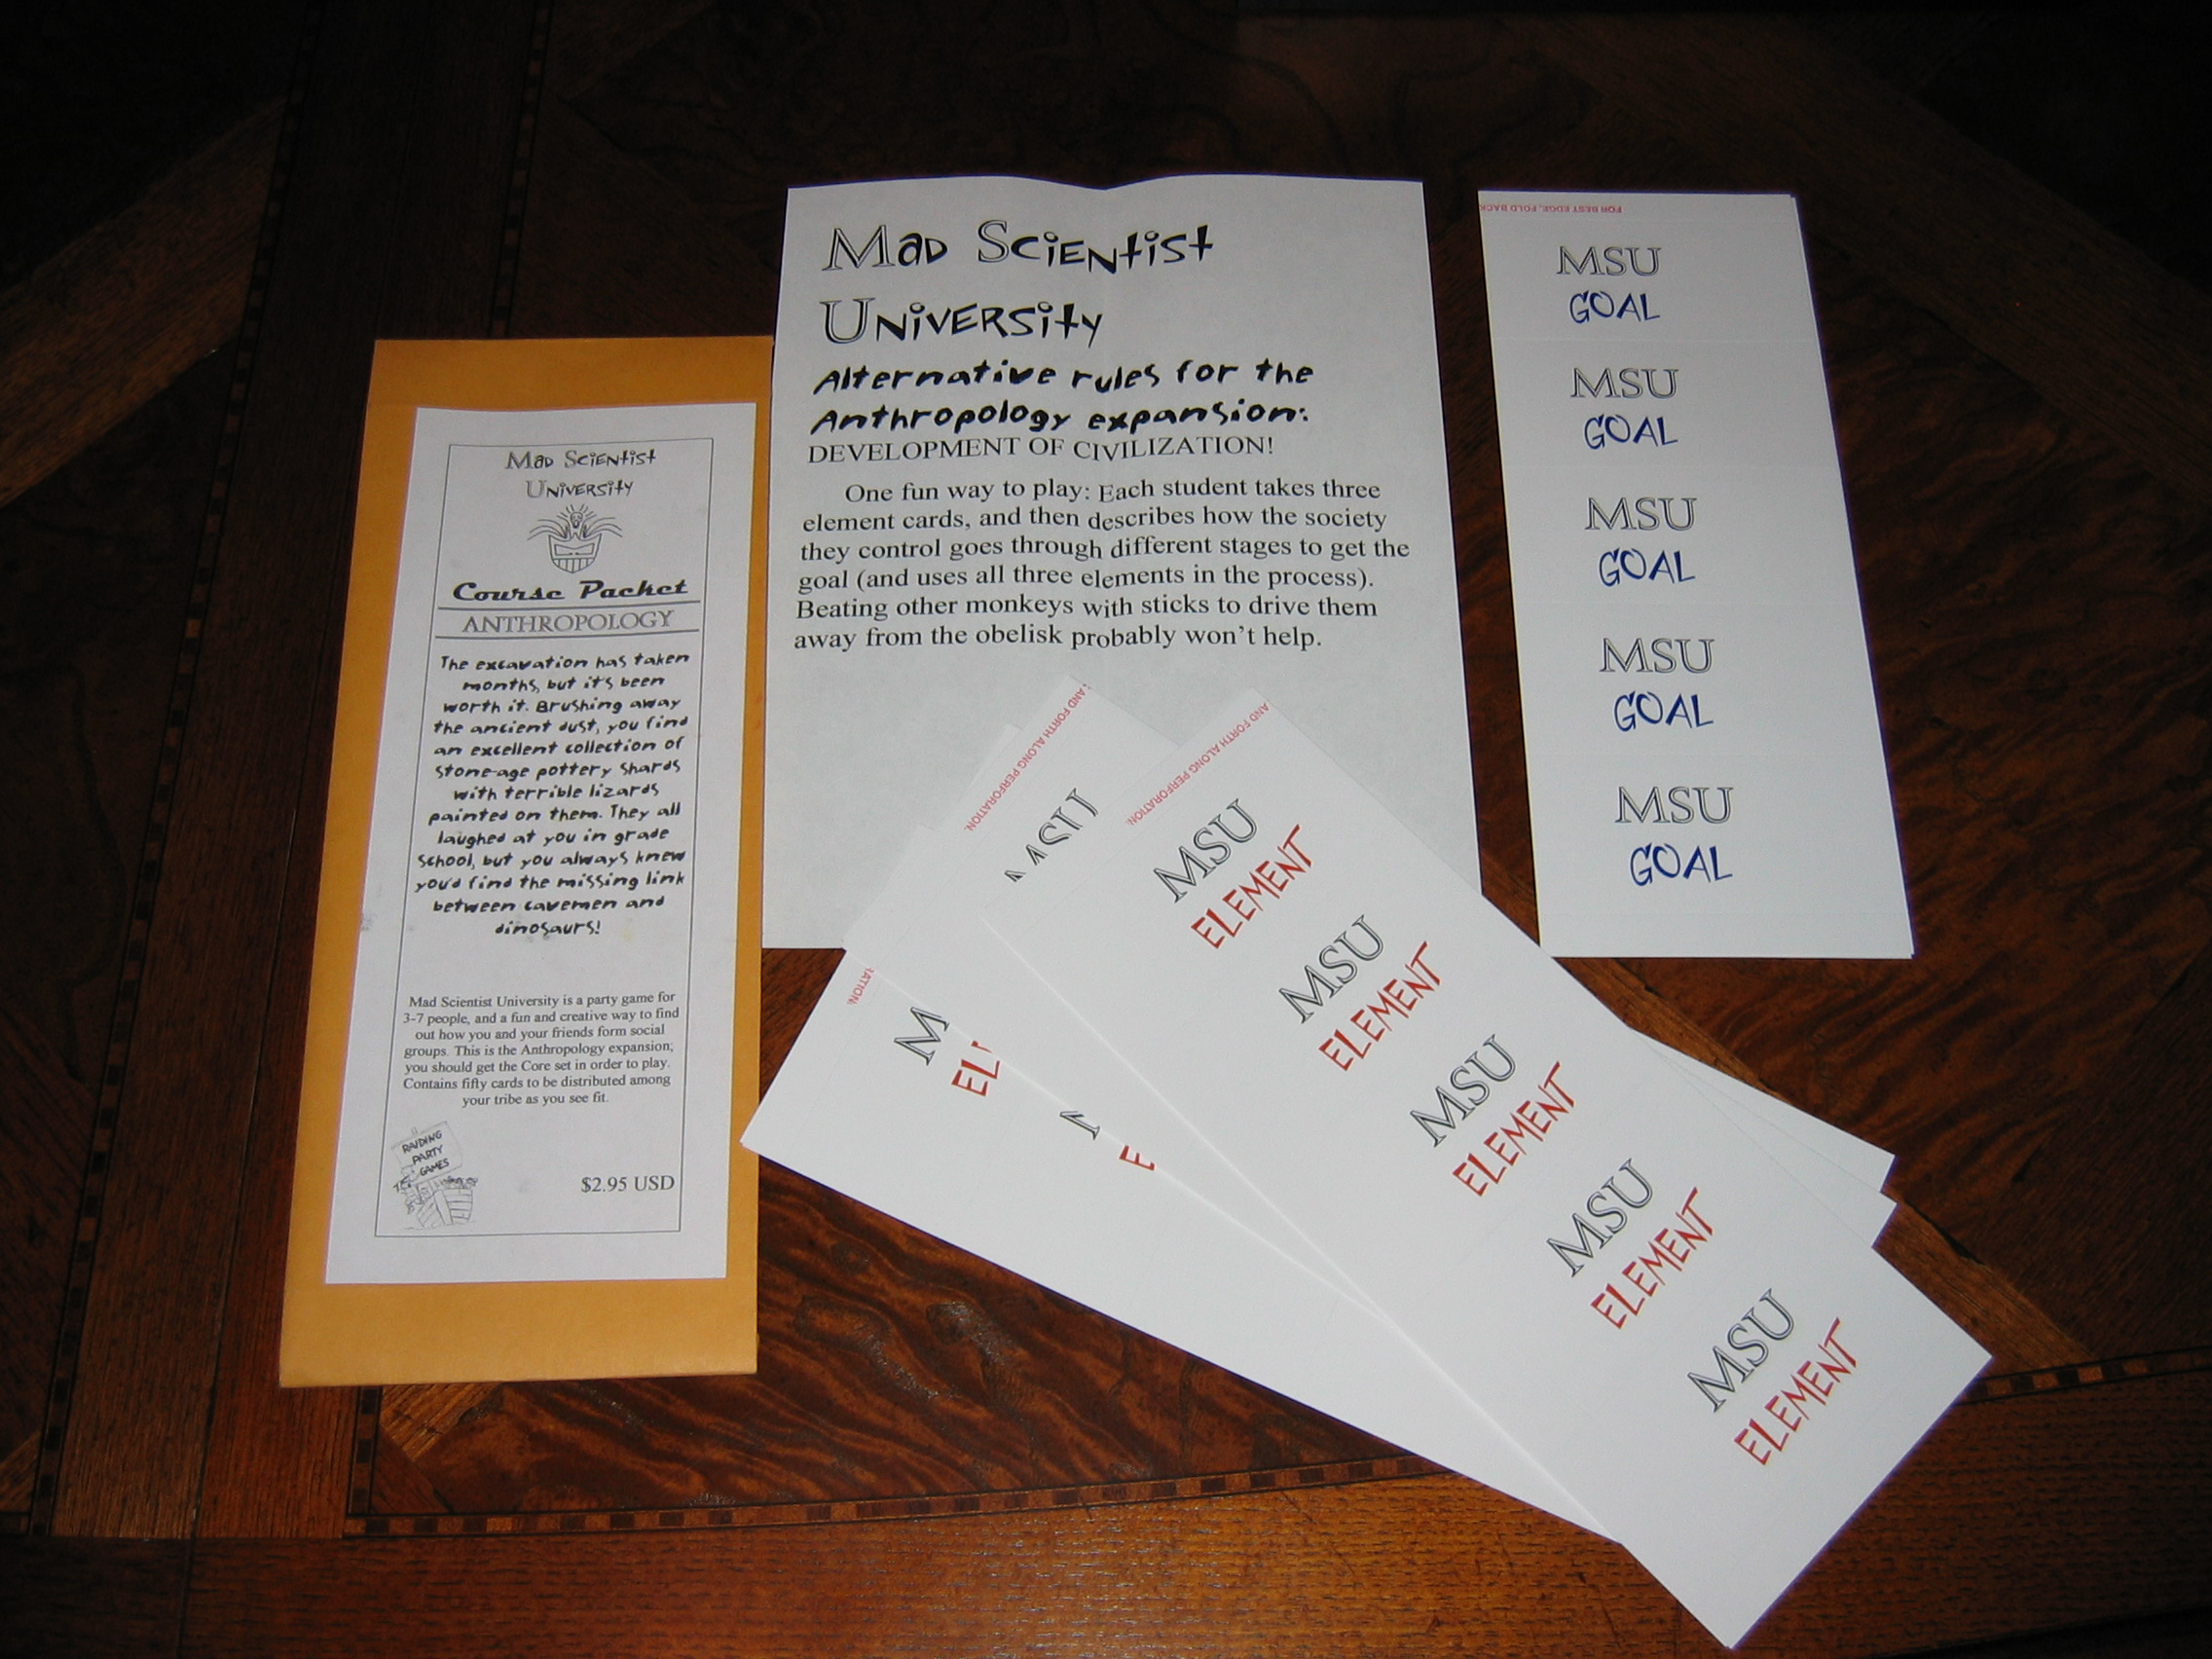 Mad Scientist
University
Course Packet
ANTHROPOLOGY
The excavation has taken
months, but it's been
worth it. Brushing away
the ancient dust, you find
an excellent collection of
stone-age pottery shards
with terrible lizards
painted on them. They all
laughed at you in grade
school, but you always knew
you'd find the missing link
between cavemen and
dinosaurs!
Mad Scientist University is a party game for
3-7 people, and a fun and creative way to find
out how you and your friends form social
groups. This is the Anthropology expansion;
you should get the Core set in order to play.
Contains fifty cards to be distributed among
your tribe as you see fit.
RAIDING
PARTY
GAMES
$2.95 USD
Mad Scientist
University
Alternative rules for the
Anthropology expansion:
DEVELOPMENT OF CIVILIZATION!
One fun way to play: Each student takes three
element cards, and then describes how the society
they control goes through different stages to get the
goal (and uses all three elements in the process).
Beating other monkeys with sticks to drive them
away from the obelisk probably won't help.
FOR BEST EDGE, FOLD BACK
MSU
GOAL
MSU
GOAL
MSU
GOAL
MSU
GOAL
MSU
GOAL
AND FORTH ALONG PERFORATION.
MSU
AND FORTH ALONG PERFORATION.
MSU
ELEMENT
MSU
ELEMENT
MSU
ELEMENT
MSU
ELEMENT
MSU
ELEMENT
RATION.
M
EL
E